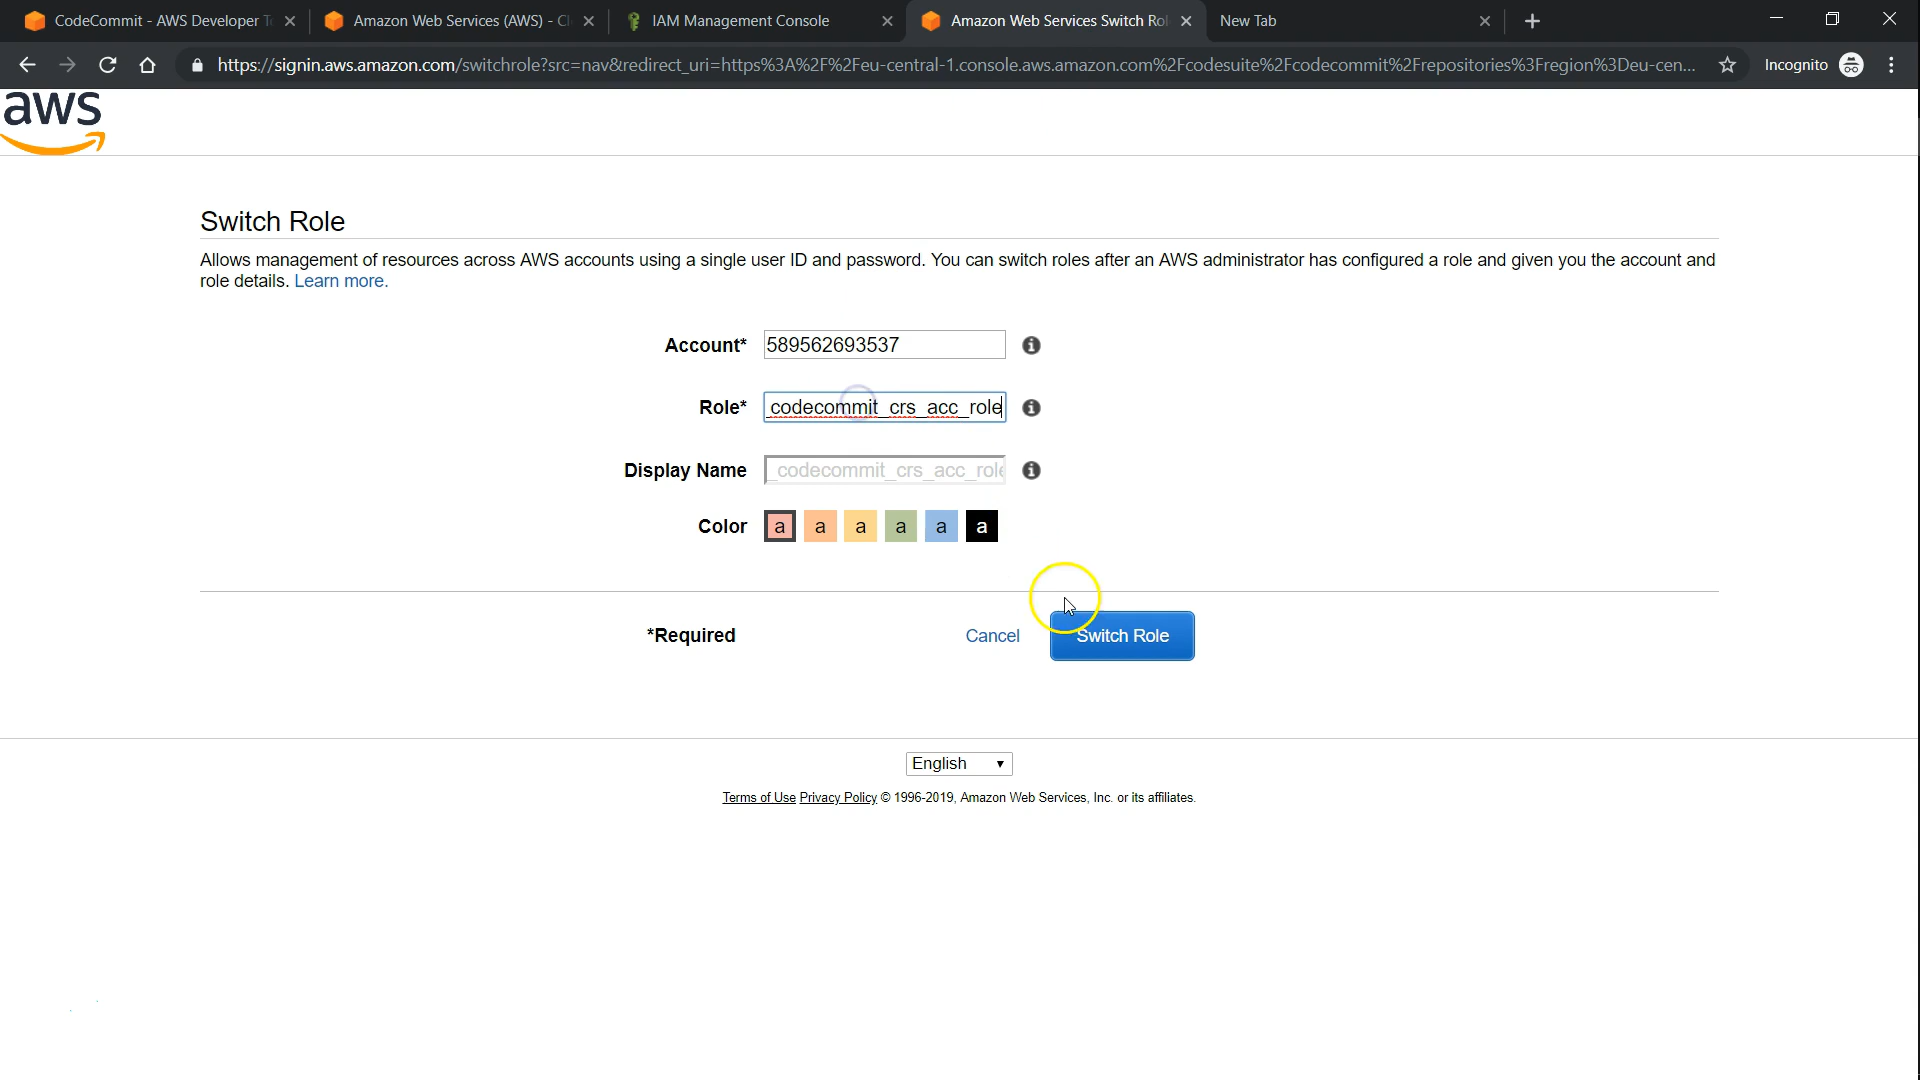 CodeCommit - AWS Developer T
Amazon Web Services (AWS) - Cl
IAM Management Console
Amazon Web Services Switch Rol
New Tab
https://signin.aws.amazon.com/switchrole?src=nav&redirect_uri=https%3A%2F%2Feu-central-1.console.aws.amazon.com%2Fcodesuite%2Fcodecommit%2Frepositories%3Fregion%3Deu-cen...
Incognito
aws
Switch Role
Allows management of resources across AWS accounts using a single user ID and password. You can switch roles after an AWS administrator has configured a role and given you the account and
role details. Learn more.
Account* 589562693537
Role* _codecommit_crs_acc_role
Display Name _codecommit_crs_acc_role
Color a a a a a a
*Required Cancel Switch Role
English
Terms of Use Privacy Policy © 1996-2019, Amazon Web Services, Inc. or its affiliates.